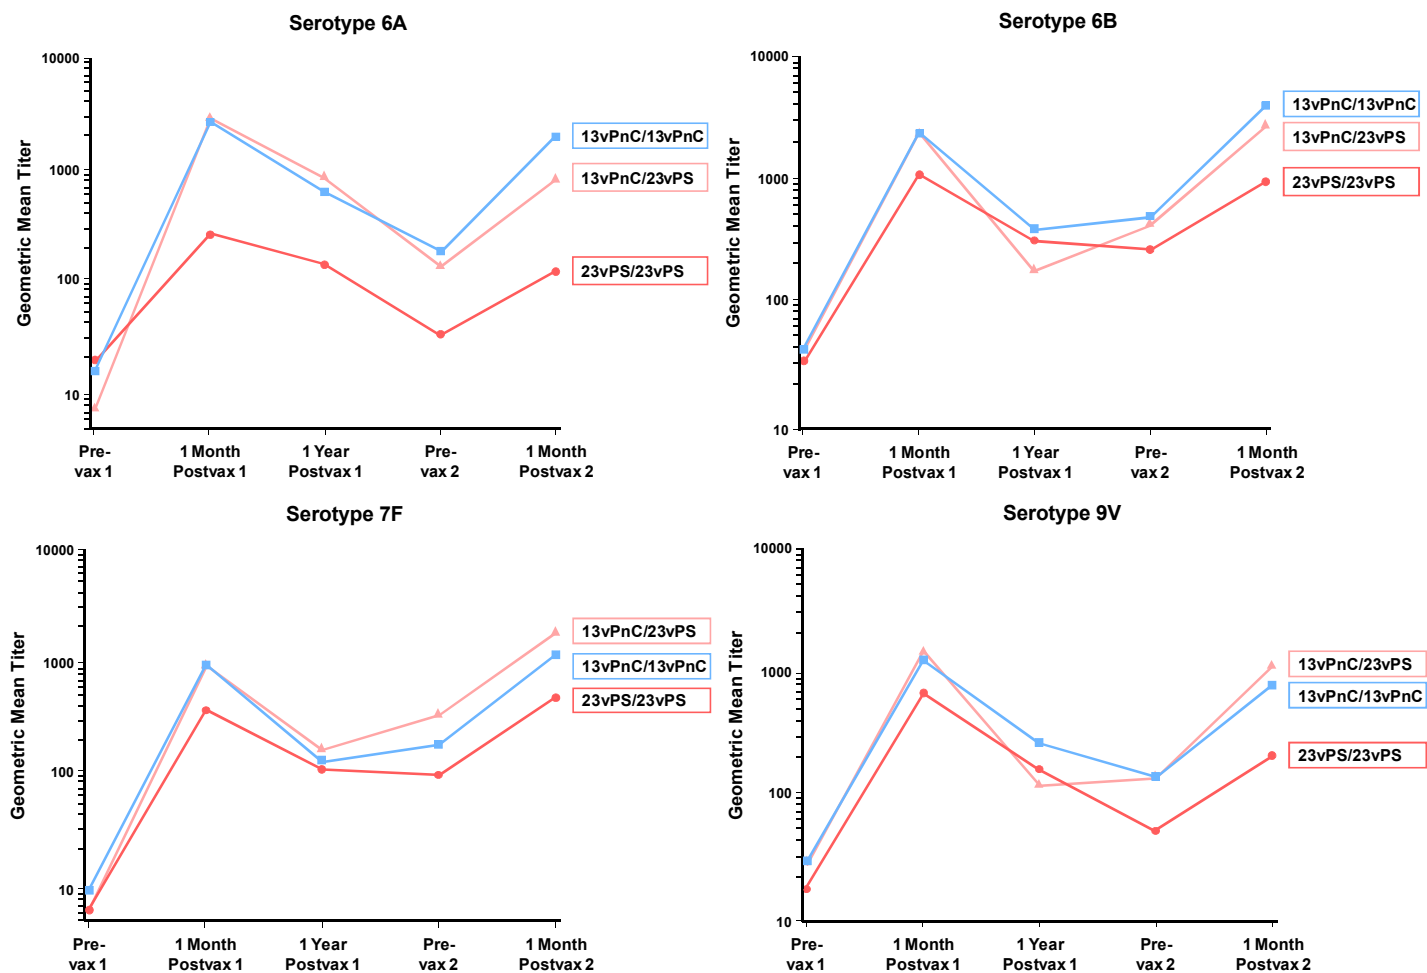 Serotype 6A
Geometric Mean Titer
10000
1000
100
10
Pre-
vax 1
1 Month
Postvax 1
1 Year
Postvax 1
Pre-
vax 2
1 Month
Postvax 2
13vPnC/13vPnC
13vPnC/23vPS
23vPS/23vPS
Serotype 6B
Geometric Mean Titer
10000
1000
100
10
Pre-
vax 1
1 Month
Postvax 1
1 Year
Postvax 1
Pre-
vax 2
1 Month
Postvax 2
13vPnC/13vPnC
13vPnC/23vPS
23vPS/23vPS
Serotype 7F
Geometric Mean Titer
10000
1000
100
10
Pre-
vax 1
1 Month
Postvax 1
1 Year
Postvax 1
Pre-
vax 2
1 Month
Postvax 2
13vPnC/23vPS
13vPnC/13vPnC
23vPS/23vPS
Serotype 9V
Geometric Mean Titer
10000
1000
100
10
Pre-
vax 1
1 Month
Postvax 1
1 Year
Postvax 1
Pre-
vax 2
1 Month
Postvax 2
13vPnC/23vPS
13vPnC/13vPnC
23vPS/23vPS